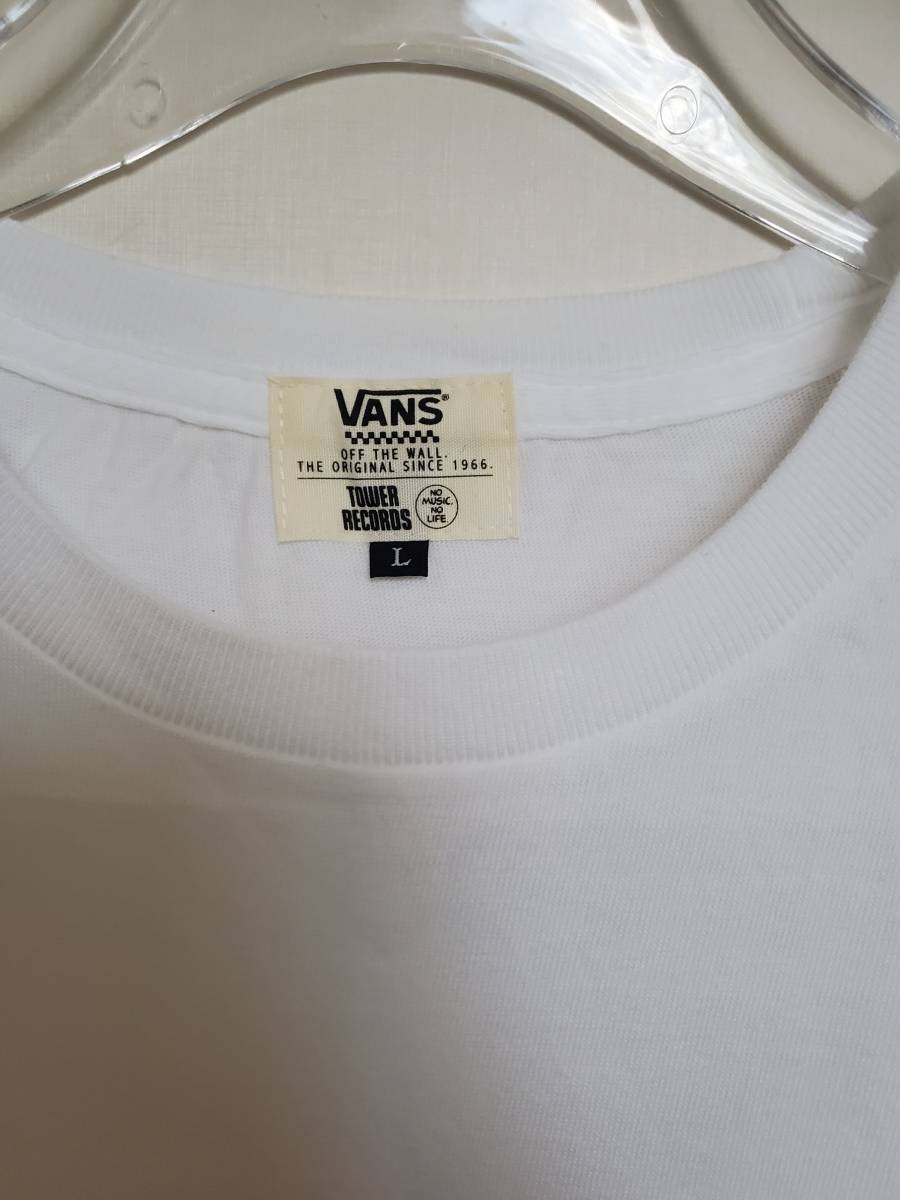 VANS®
OFF THE WALL.
THE ORIGINAL SINCE 1966.
TOWER
RECORDS
NO
MUSIC.
NO
LIFE.
L